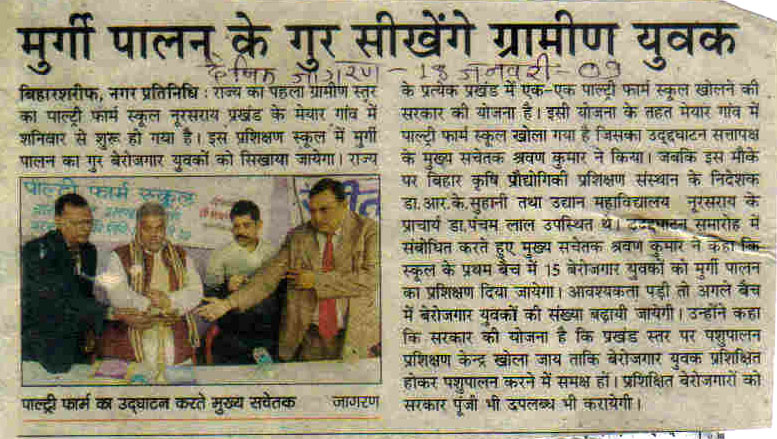 मुर्गी पालन के गुर सीखेंगे ग्रामीण युवक
दैनिक जागरण - 18 जनवरी - 09
बिहारशरीफ, नगर प्रतिनिधि : राज्य का पहला ग्रामीण स्तर
का पाल्ट्री फार्म स्कूल नूरसराय प्रखंड के मेयार गांव में
शनिवार से शुरू हो गया है। इस प्रशिक्षण स्कूल में मुर्गी
पालन का गुर बेरोजगार युवकों को सिखाया जायेगा। राज्य
पाल्ट्री फार्म स्कूल
पाल्ट्री फार्म का उद्घाटन करते मुख्य सचेतक जागरण
के प्रत्येक प्रखंड में एक-एक पाल्ट्री फार्म स्कूल खोलने की
सरकार की योजना है। इसी योजना के तहत मेयार गांव में
पाल्ट्री फार्म स्कूल खोला गया है जिसका उद्घघाटन सत्तापक्ष
के मुख्य सचेतक श्रवण कुमार ने किया। जबकि इस मौके
पर बिहार कृषि प्रौद्योगिकी प्रशिक्षण संस्थान के निदेशक
डा.आर.के.सुहानी तथा उद्यान महाविद्यालय नूरसराय के
प्राचार्य डा.पंचम लाल उपस्थित थे। उद्घाटन समारोह में
संबोधित करते हुए मुख्य सचेतक श्रवण कुमार ने कहा कि
स्कूल के प्रथम बैच में 15 बेरोजगार युवकों को मुर्गी पालन
का प्रशिक्षण दिया जायेगा। आवश्यकता पड़ी तो अगले बैच
में बेरोजगार युवकों की संख्या बढ़ायी जायेगी। उन्होंने कहा
कि सरकार की योजना है कि प्रखंड स्तर पर पशुपालन
प्रशिक्षण केन्द्र खोला जाय ताकि बेरोजगार युवक प्रशिक्षित
होकर पशुपालन करने में समक्ष हों। प्रशिक्षित बेरोजगारों को
सरकार पूंजी भी उपलब्ध भी करायेगी।